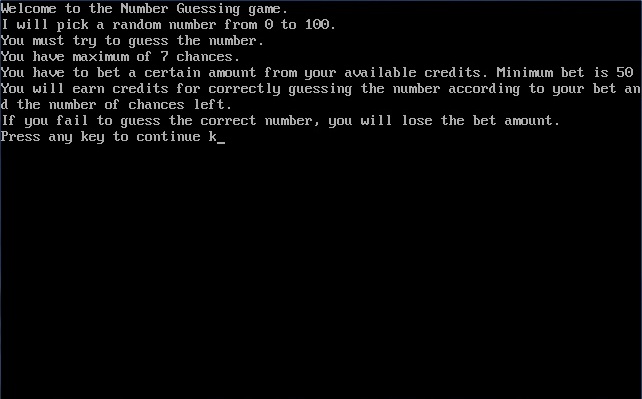 Welcome to the Number Guessing game.
I will pick a random number from 0 to 100.
You must try to guess the number.
You have maximum of 7 chances.
You have to bet a certain amount from your available credits. Minimum bet is 50
You will earn credits for correctly guessing the number according to your bet an
d the number of chances left.
If you fail to guess the correct number, you will lose the bet amount.
Press any key to continue k_